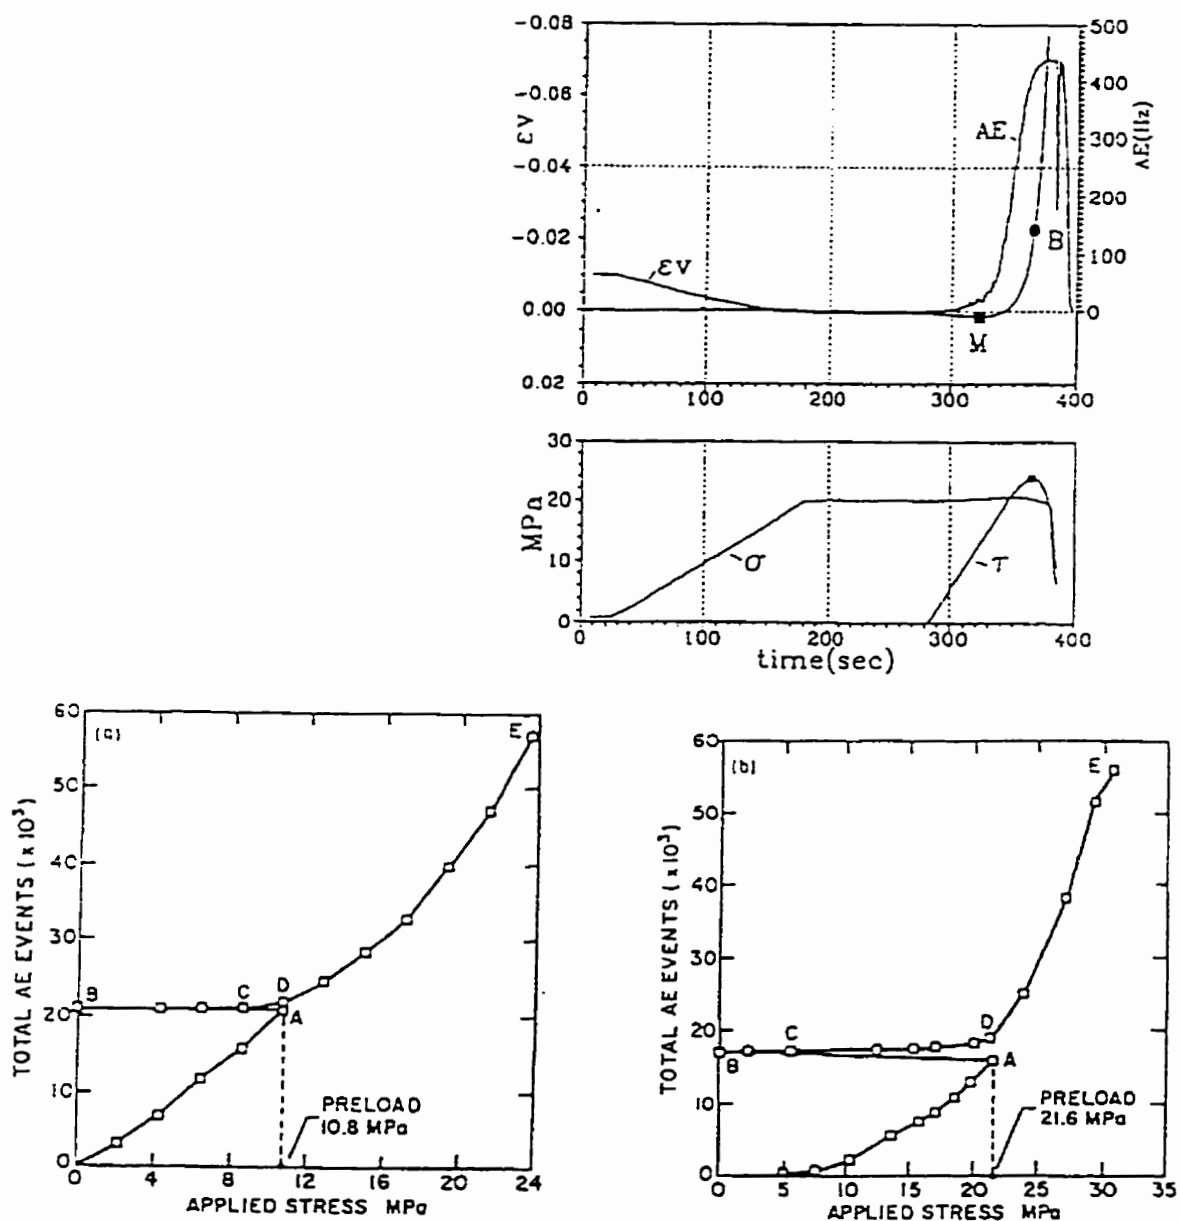 -0.08
-0.06
-0.04
-0.02
0.00
0.02
εV
500
400
300
200
100
0
AE(Hz)
AE
εV
B
M
0 100 200 300 400
30
20
10
0
MPa
σ
τ
0 100 200 300 400
time(sec)
60
50
40
30
20
10
0
TOTAL AE EVENTS (x10³)
E
B C D
A
PRELOAD
10.8 MPa
0 4 8 12 16 20 24
APPLIED STRESS MPa
60
50
40
30
20
10
0
TOTAL AE EVENTS (x10³)
(b)
E
B C D
A
PRELOAD
21.6 MPa
0 5 10 15 20 25 30 35
APPLIED STRESS MPa